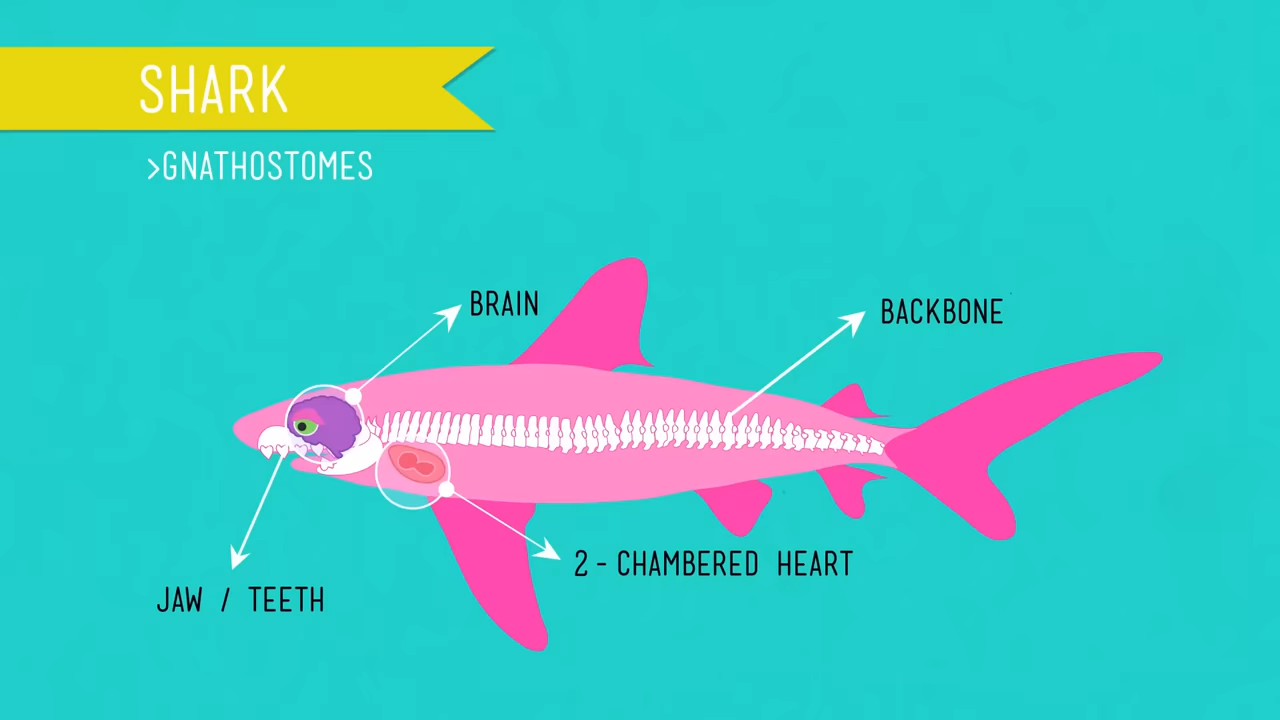 SHARK
>GNATHOSTOMES
BRAIN
BACKBONE
2 - CHAMBERED HEART
JAW / TEETH